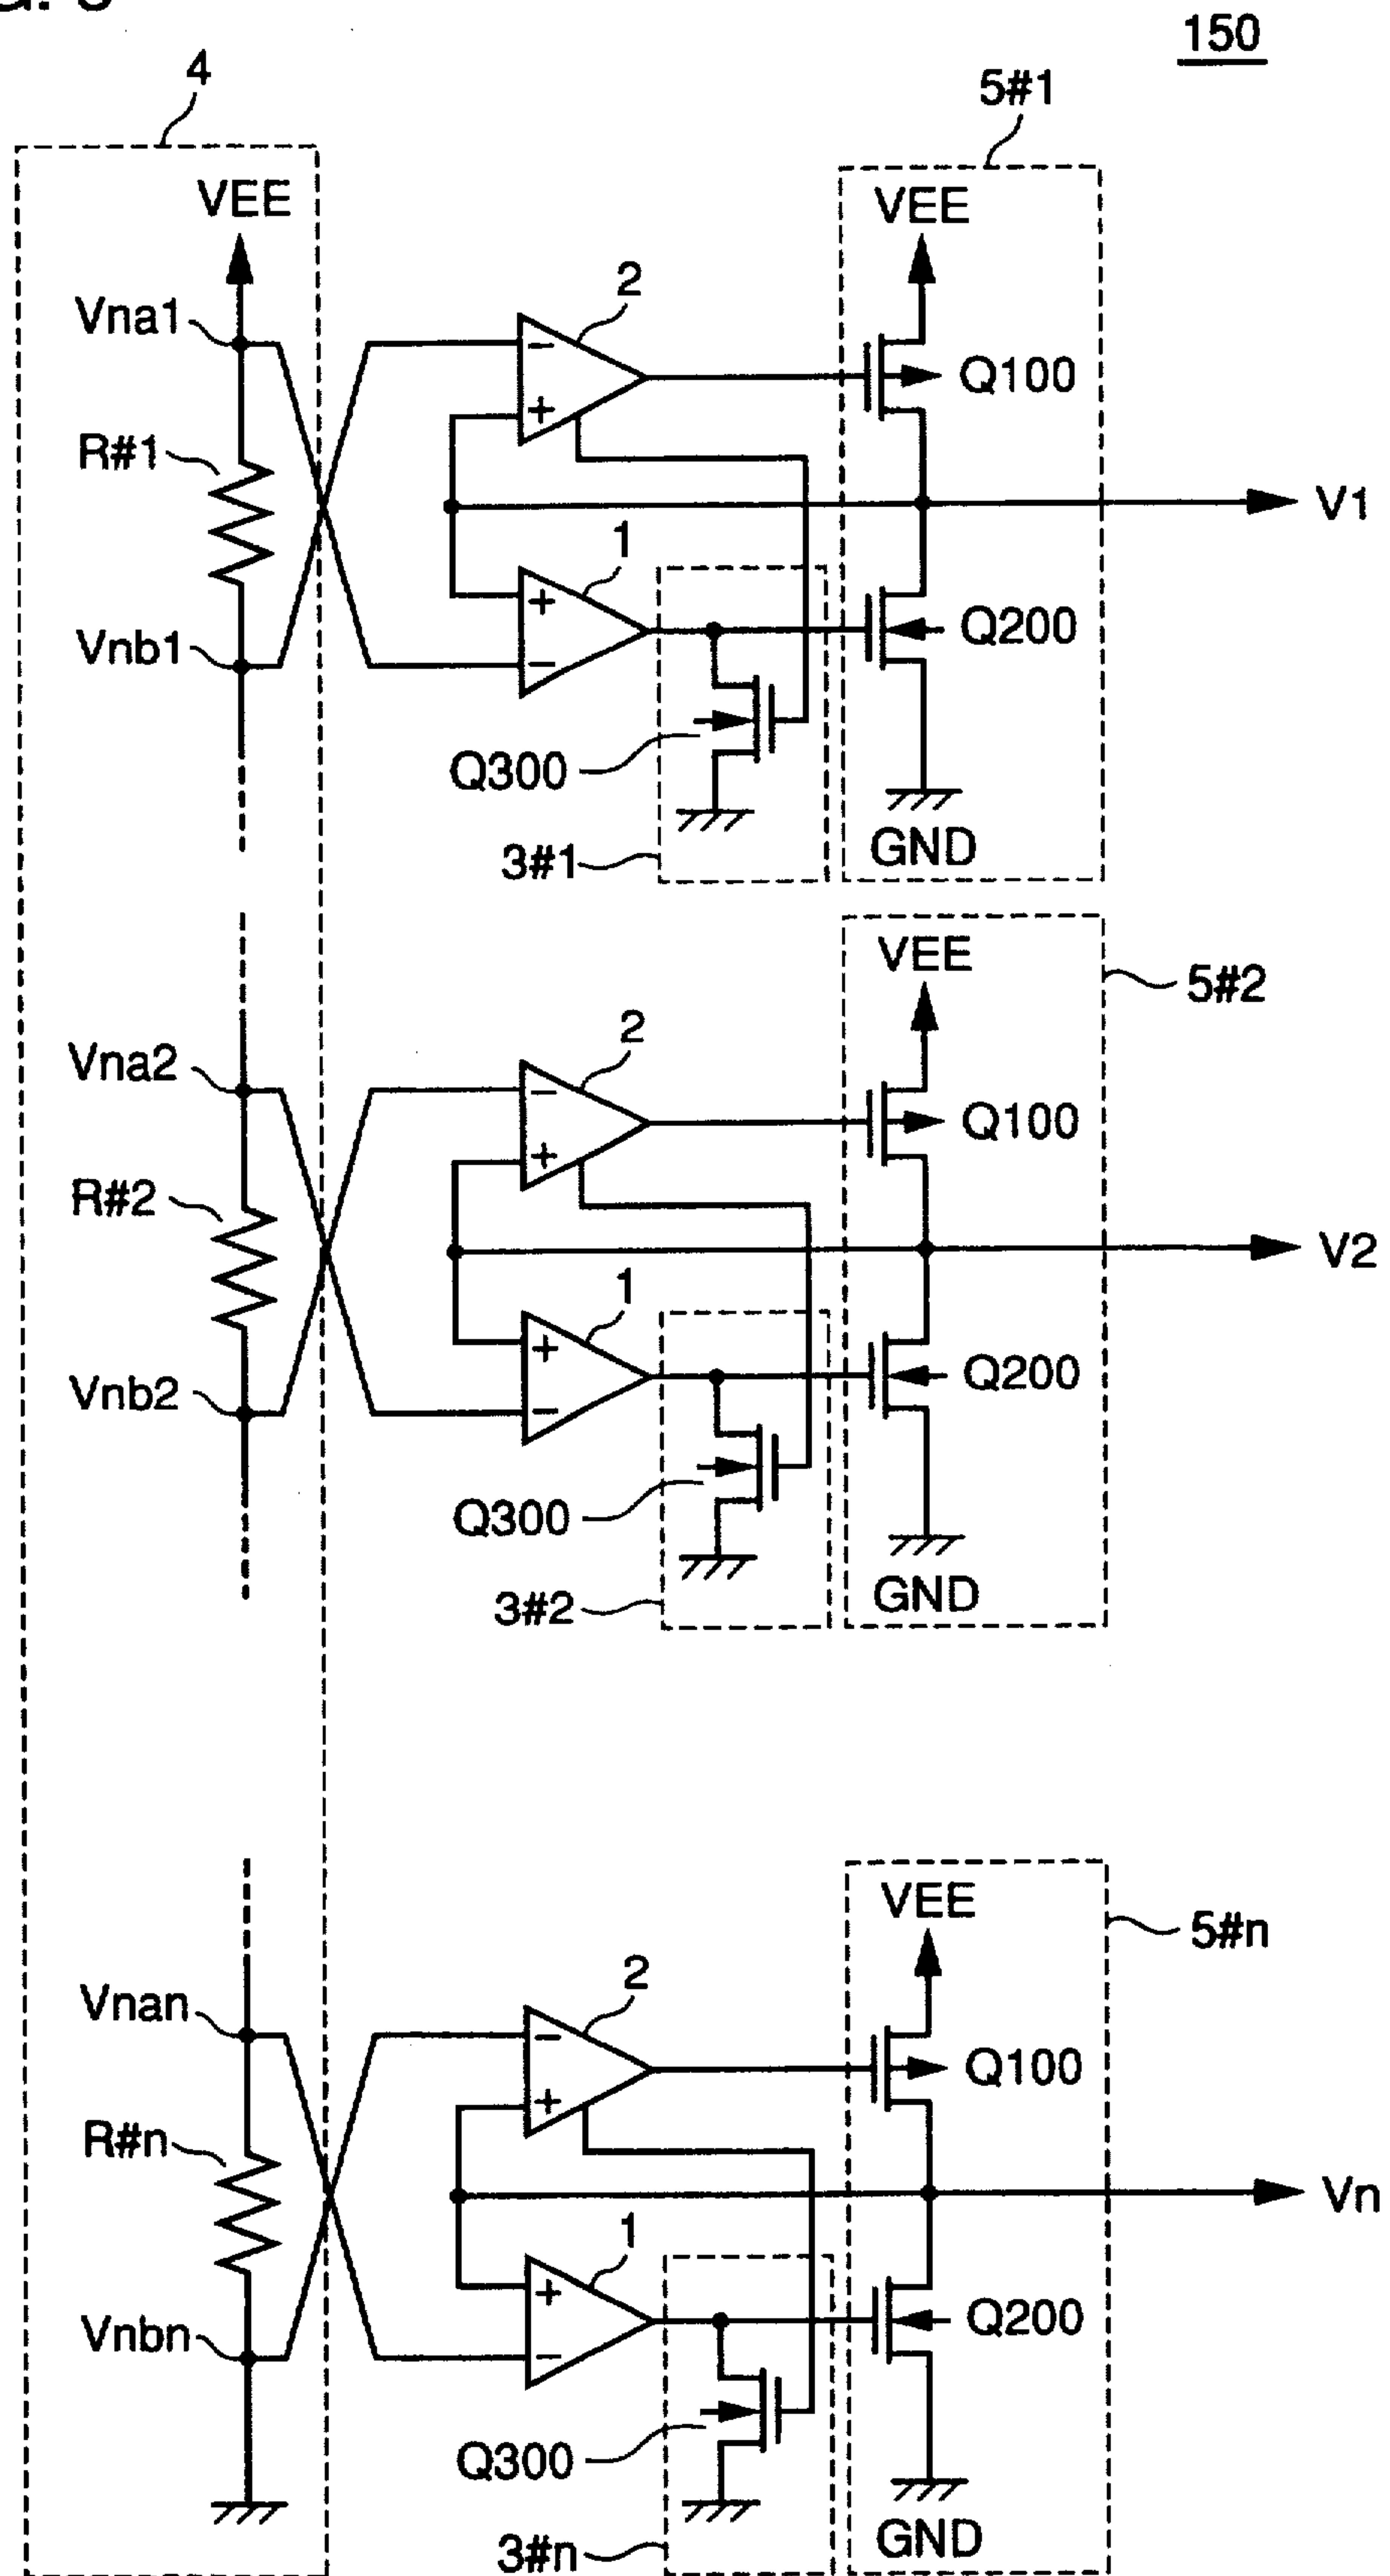 150
4
5#1
VEE
VEE
Vna1
2
Q100
R#1
V1
1
Vnb1
Q200
Q300
3#1
GND
VEE
5#2
2
Vna2
Q100
R#2
V2
1
Vnb2
Q200
Q300
3#2
GND
VEE
5#n
2
Vnan
Q100
R#n
Vn
1
Vnbn
Q200
Q300
3#n
GND